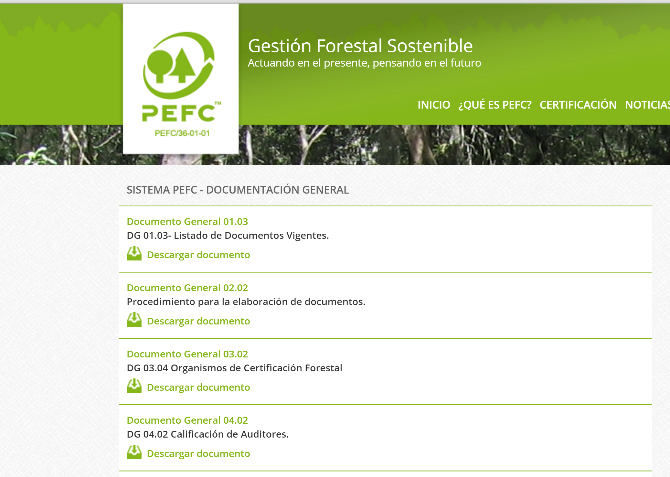 Gestión Forestal Sostenible
Actuando en el presente, pensando en el futuro
PEFC™
PEFC/36-01-01
INICIO ¿QUÉ ES PEFC? CERTIFICACIÓN NOTICIAS
SISTEMA PEFC - DOCUMENTACIÓN GENERAL
Documento General 01.03
DG 01.03- Listado de Documentos Vigentes.
Descargar documento
Documento General 02.02
Procedimiento para la elaboración de documentos.
Descargar documento
Documento General 03.02
DG 03.04 Organismos de Certificación Forestal
Descargar documento
Documento General 04.02
DG 04.02 Calificación de Auditores.
Descargar documento